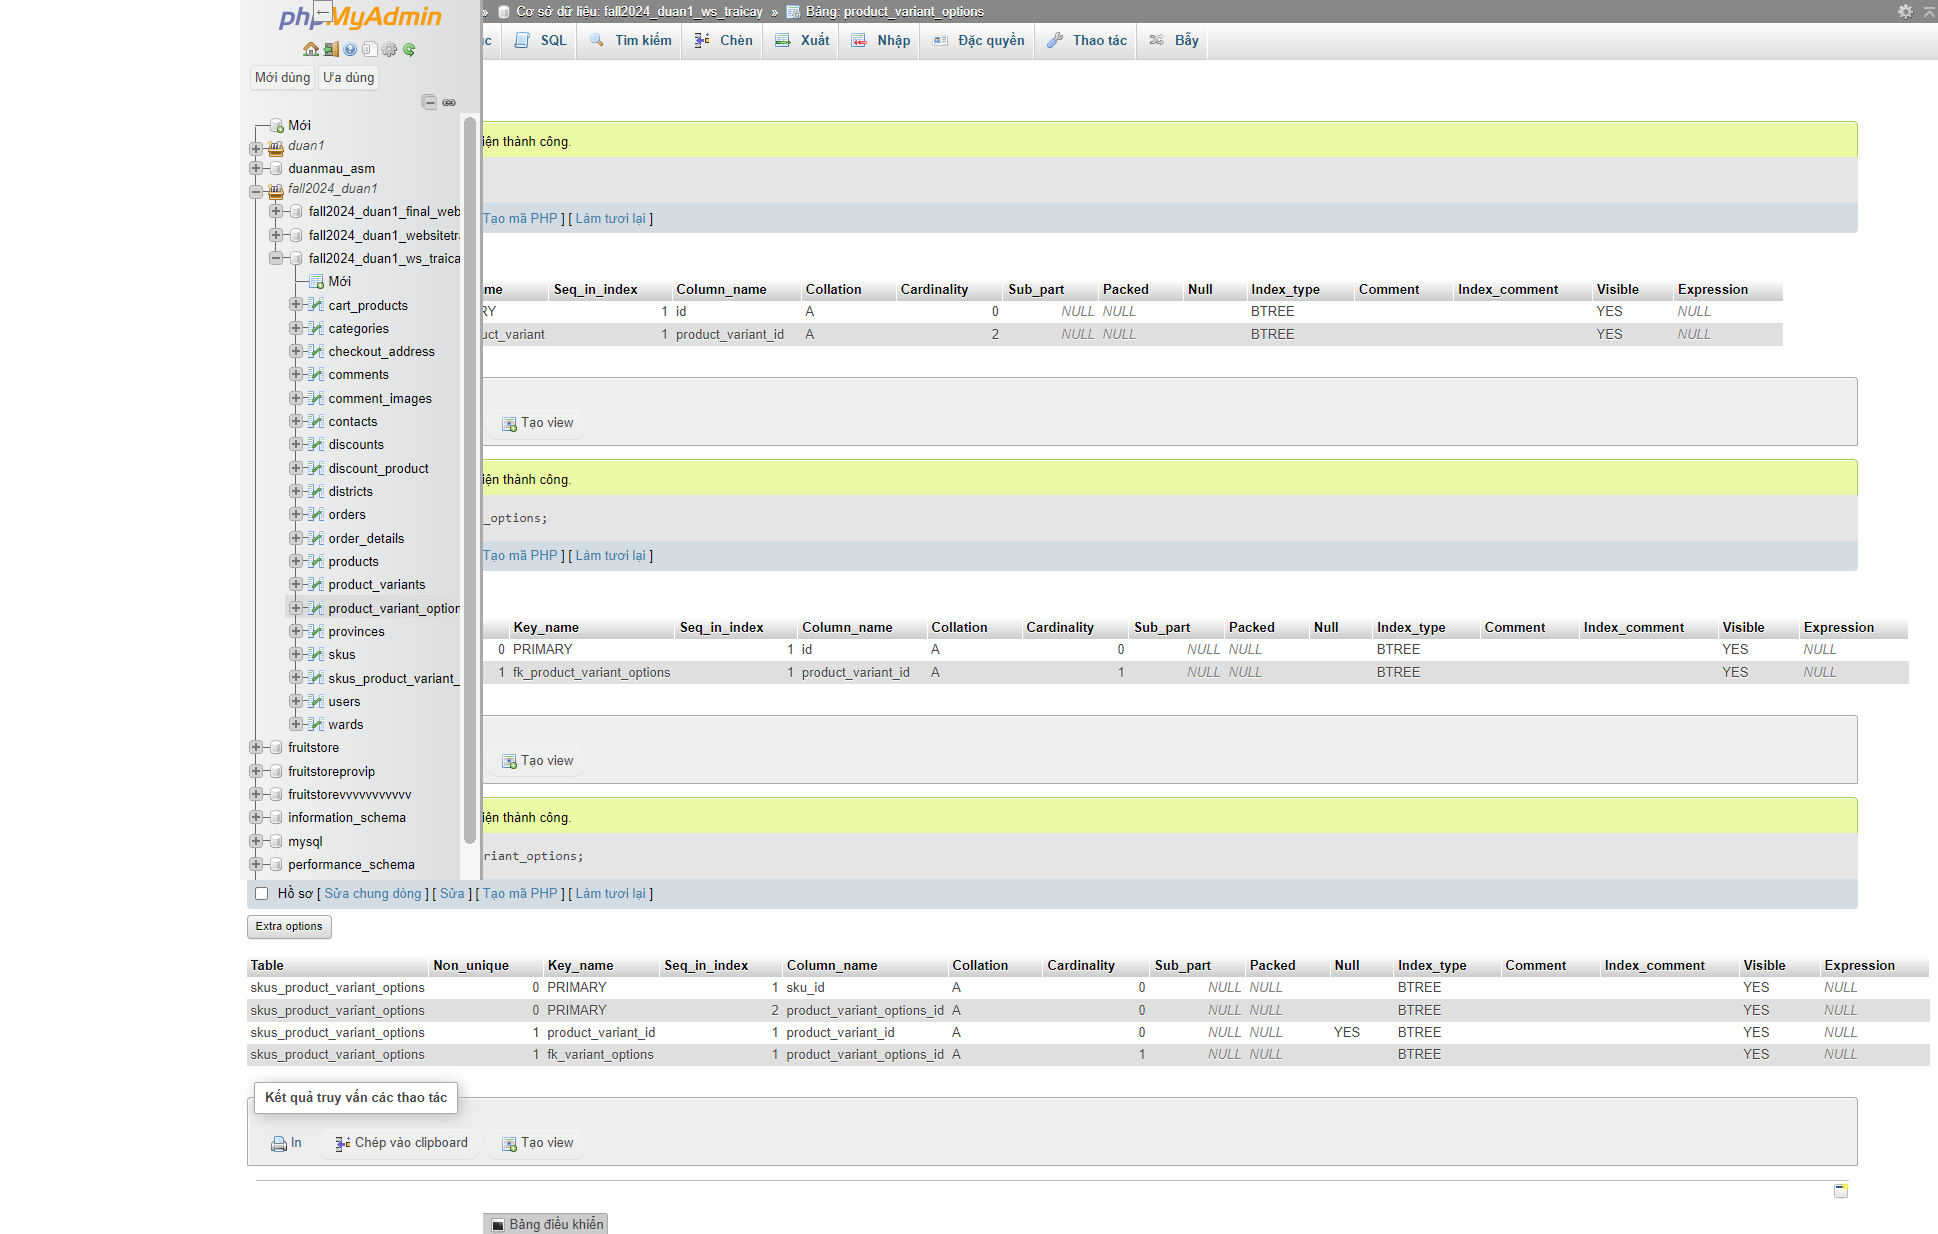 phpMyAdmin
» Cơ sở dữ liệu: fall2024_duan1_ws_traicay » Bảng: product_variant_options
SQL Tìm kiếm Chèn Xuất Nhập Đặc quyền Thao tác Bẫy
Mới dùng Ưa dùng
Mới
duan1
duanmau_asm
fall2024_duan1
fall2024_duan1_final_web
fall2024_duan1_websitetr
fall2024_duan1_ws_traica
Mới
cart_products
categories
checkout_address
comments
comment_images
contacts
discounts
discount_product
districts
orders
order_details
products
product_variants
product_variant_option
provinces
skus
skus_product_variant_
users
wards
fruitstore
fruitstoreprovip
fruitstorevvvvvvvvvvv
information_schema
mysql
performance_schema
iện thành công.
Tạo mã PHP ] [ Làm tươi lại ]
me Seq_in_index Column_name Collation Cardinality Sub_part Packed Null Index_type Comment Index_comment Visible Expression
RY 1 id A 0 NULL NULL BTREE YES NULL
uct_variant 1 product_variant_id A 2 NULL NULL BTREE YES NULL
Tạo view
iện thành công.
_options;
Tạo mã PHP ] [ Làm tươi lại ]
Key_name Seq_in_index Column_name Collation Cardinality Sub_part Packed Null Index_type Comment Index_comment Visible Expression
0 PRIMARY 1 id A 0 NULL NULL BTREE YES NULL
1 fk_product_variant_options 1 product_variant_id A 1 NULL NULL BTREE YES NULL
Tạo view
iện thành công.
riant_options;
Hồ sơ [ Sửa chung dòng ] [ Sửa ] [ Tạo mã PHP ] [ Làm tươi lại ]
Extra options
Table Non_unique Key_name Seq_in_index Column_name Collation Cardinality Sub_part Packed Null Index_type Comment Index_comment Visible Expression
skus_product_variant_options 0 PRIMARY 1 sku_id A 0 NULL NULL BTREE YES NULL
skus_product_variant_options 0 PRIMARY 2 product_variant_options_id A 0 NULL NULL BTREE YES NULL
skus_product_variant_options 1 product_variant_id 1 product_variant_id A 0 NULL NULL YES BTREE YES NULL
skus_product_variant_options 1 fk_variant_options 1 product_variant_options_id A 1 NULL NULL BTREE YES NULL
Kết quả truy vấn các thao tác
In Chép vào clipboard Tạo view
Bảng điều khiển